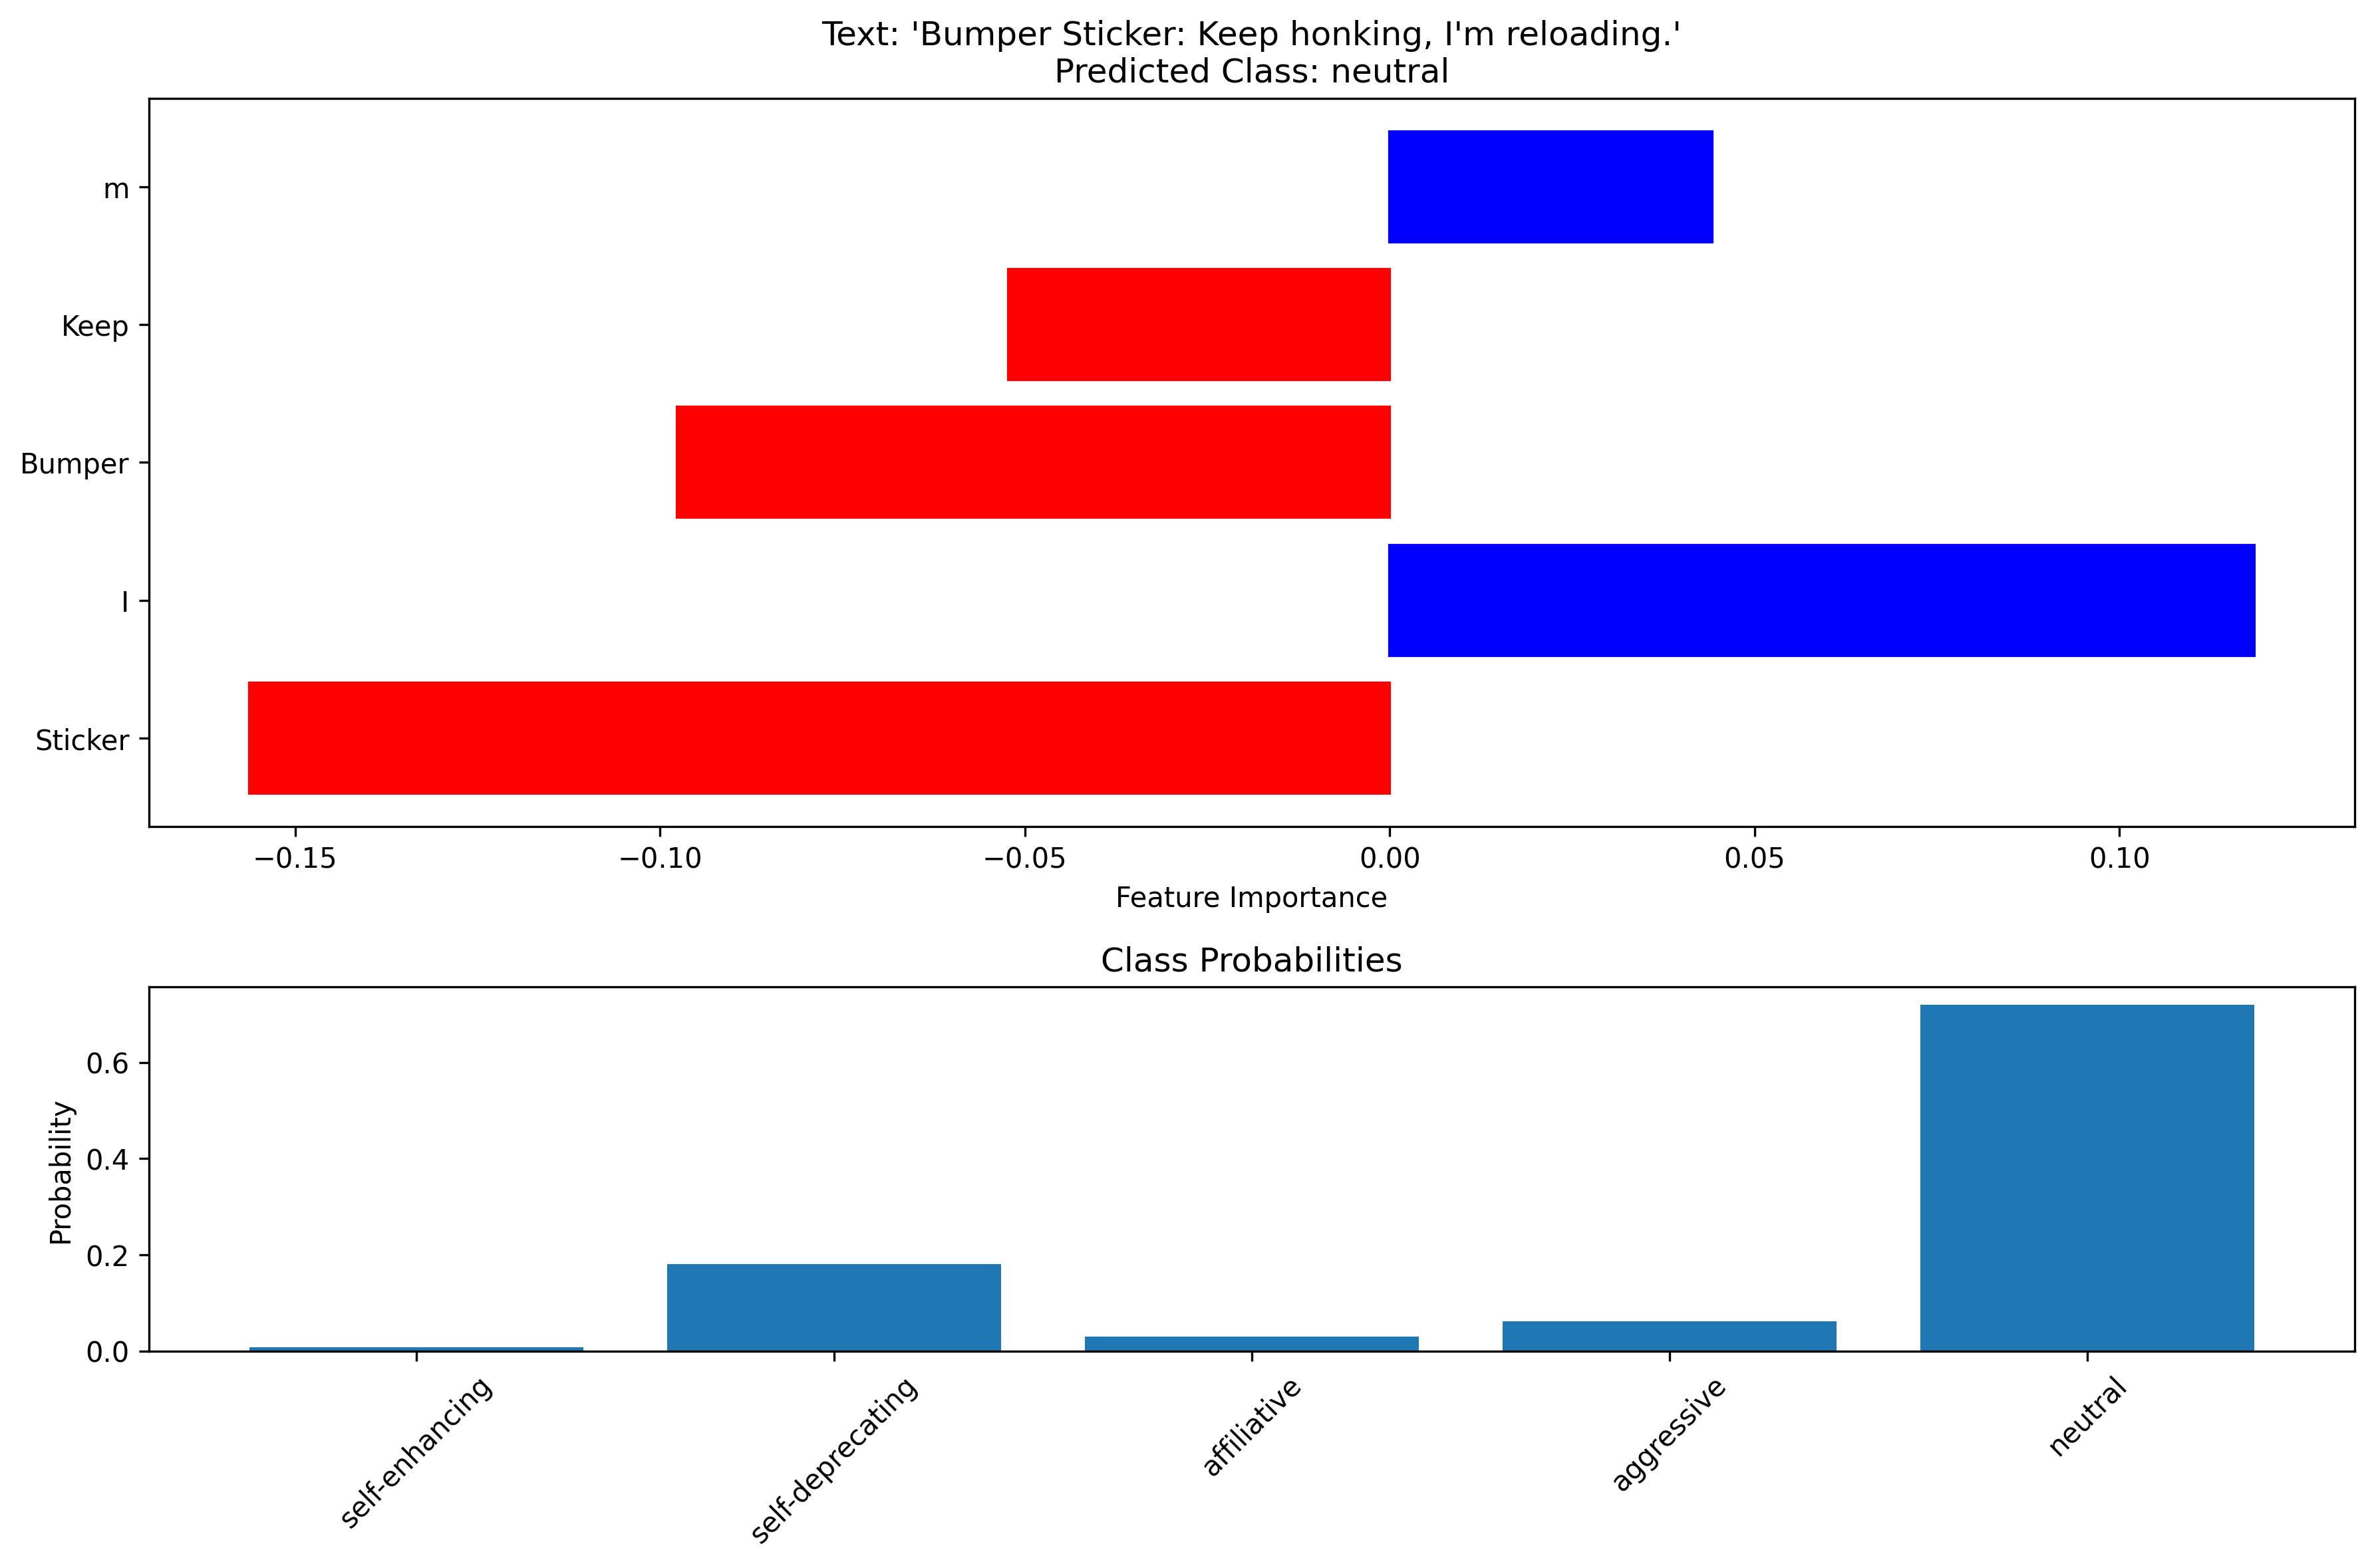 Text: 'Bumper Sticker: Keep honking, I'm reloading.'
Predicted Class: neutral
m
Keep
Bumper
I
Sticker
−0.15 −0.10 −0.05 0.00 0.05 0.10
Feature Importance
Class Probabilities
Probability
0.6
0.4
0.2
0.0
self-enhancing self-deprecating affiliative aggressive neutral